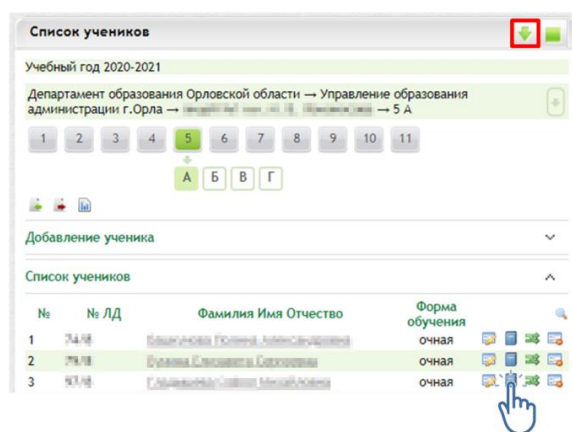 Список учеников
Учебный год 2020-2021
Департамент образования Орловской области → Управление образования
администрации г.Орла → → 5 А
1 2 3 4 5 6 7 8 9 10 11
А Б В Г
Добавление ученика
Список учеников
№ № ЛД Фамилия Имя Отчество Форма обучения
1 очная
2 очная
3 очная